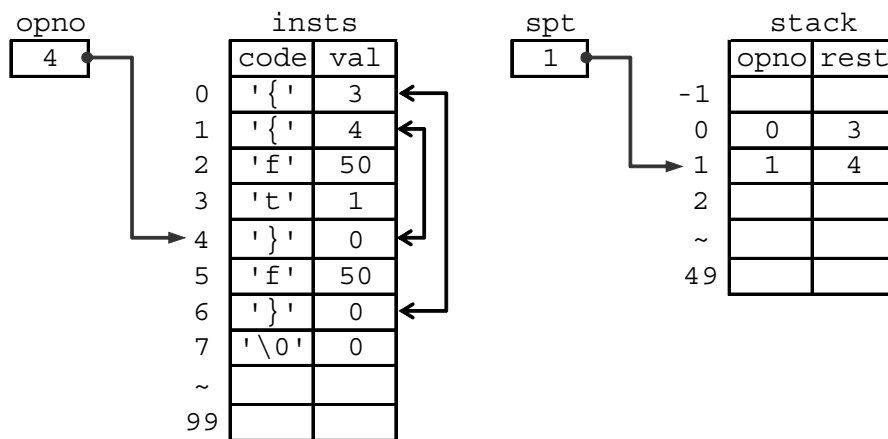 opno insts spt stack
4 code val 1 opno rest
0 '{' 3 -1
1 '{' 4 0 0 3
2 'f' 50 1 1 4
3 't' 1 2
4 '}' 0 ~
5 'f' 50 49
6 '}' 0
7 '\0' 0
~
99